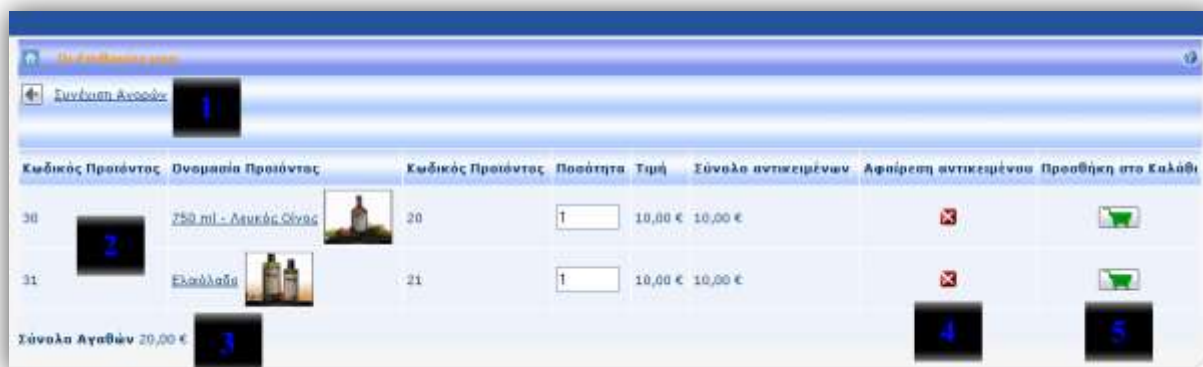 Συνέχιση Αγορών 1
Κωδικός Προϊόντος Ονομασία Προϊόντος Κωδικός Προϊόντος Ποσότητα Τιμή Σύνολο αντικειμένων Αφαίρεση αντικειμένου Προσθήκη στο Καλάθι
30 750 ml - Λευκός Οίνος 20 1 10,00 € 10,00 €
2
31 Ελαιόλαδο 21 1 10,00 € 10,00 €
Σύνολο Αγαθών 20,00 € 3 4 5